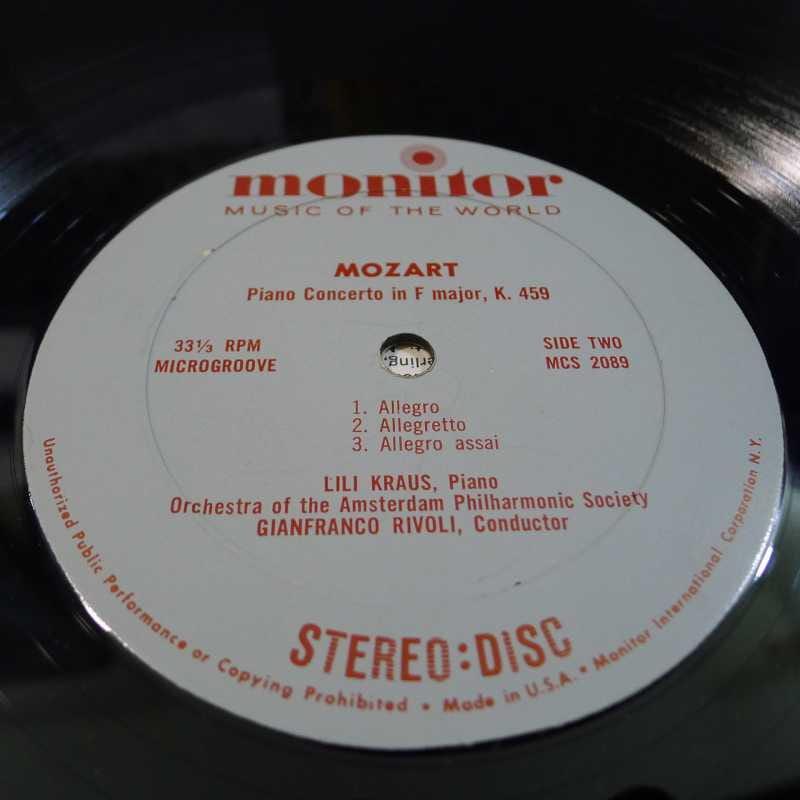 monitor
MUSIC OF THE WORLD
MOZART
Piano Concerto in F major, K. 459
33⅓ RPM
MICROGROOVE
SIDE TWO
MCS 2089
1. Allegro
2. Allegretto
3. Allegro assai
LILI KRAUS, Piano
Orchestra of the Amsterdam Philharmonic Society
GIANFRANCO RIVOLI, Conductor
STEREO:DISC
Unauthorized Public Performance or Copying Prohibited • Made in U.S.A. • Monitor International Corporation N.Y.